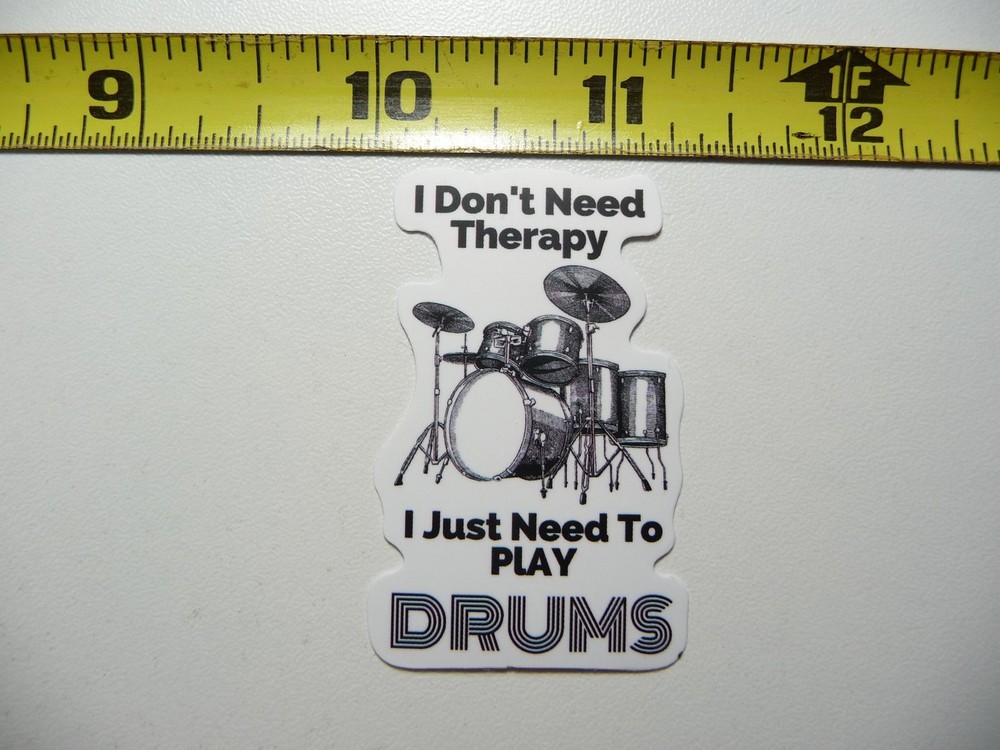 9 10 11 1F 12
I Don't Need
Therapy
I Just Need To
PlAY
DRUMS